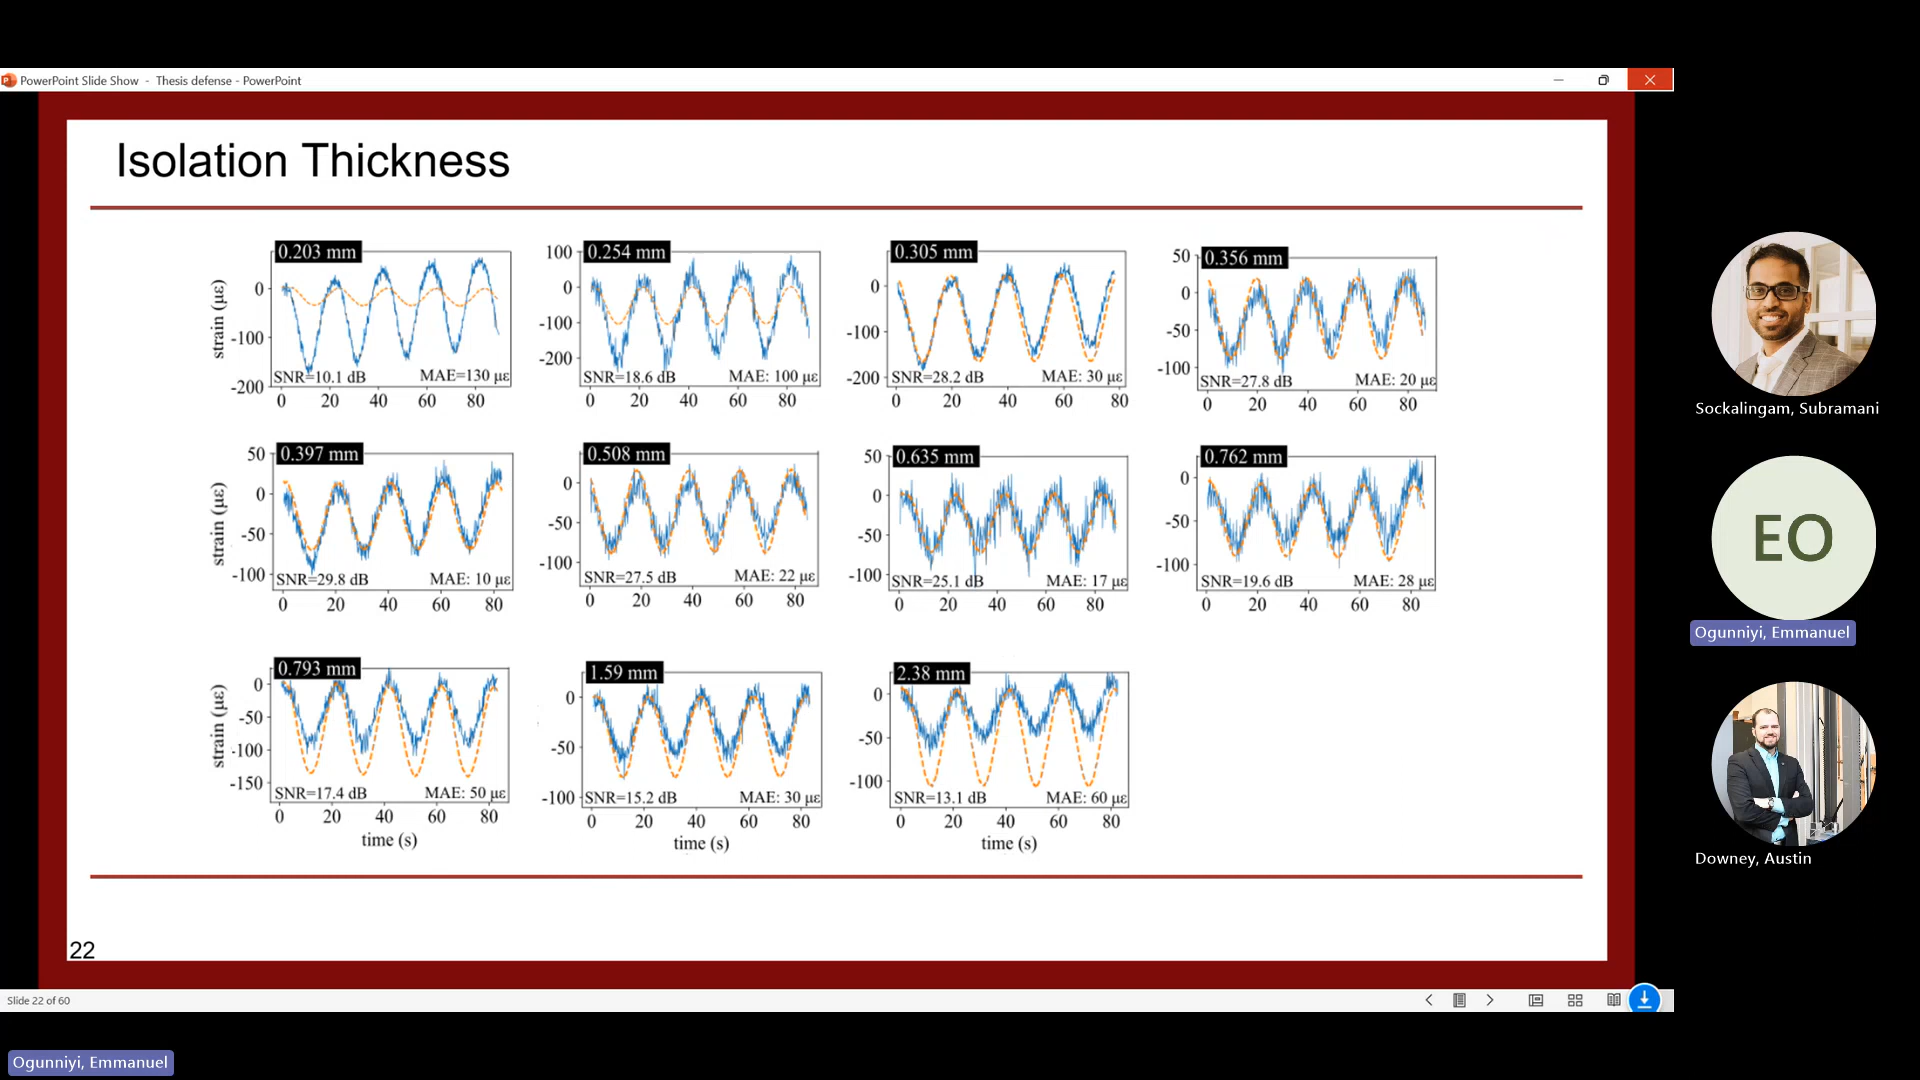 PowerPoint Slide Show - Thesis defense - PowerPoint
Isolation Thickness
0.203 mm
strain (με)
0
-100
-200
SNR=10.1 dB
MAE=130 με
0 20 40 60 80
0.254 mm
100
0
-100
-200
SNR=18.6 dB
MAE: 100 με
0 20 40 60 80
0.305 mm
0
-100
-200
SNR=28.2 dB
MAE: 30 με
0 20 40 60 80
0.356 mm
50
0
-50
-100
SNR=27.8 dB
MAE: 20 με
0 20 40 60 80
0.397 mm
strain (με)
50
0
-50
-100
SNR=29.8 dB
MAE: 10 με
0 20 40 60 80
0.508 mm
0
-50
-100
SNR=27.5 dB
MAE: 22 με
0 20 40 60 80
0.635 mm
50
0
-50
-100
SNR=25.1 dB
MAE: 17 με
0 20 40 60 80
0.762 mm
0
-50
-100
SNR=19.6 dB
MAE: 28 με
0 20 40 60 80
0.793 mm
strain (με)
0
-50
-100
-150
SNR=17.4 dB
MAE: 50 με
0 20 40 60 80
time (s)
1.59 mm
0
-50
-100
SNR=15.2 dB
MAE: 30 με
0 20 40 60 80
time (s)
2.38 mm
0
-50
-100
SNR=13.1 dB
MAE: 60 με
0 20 40 60 80
time (s)
22
Slide 22 of 60
Sockalingam, Subramani
EO
Ogunniyi, Emmanuel
Downey, Austin
Ogunniyi, Emmanuel